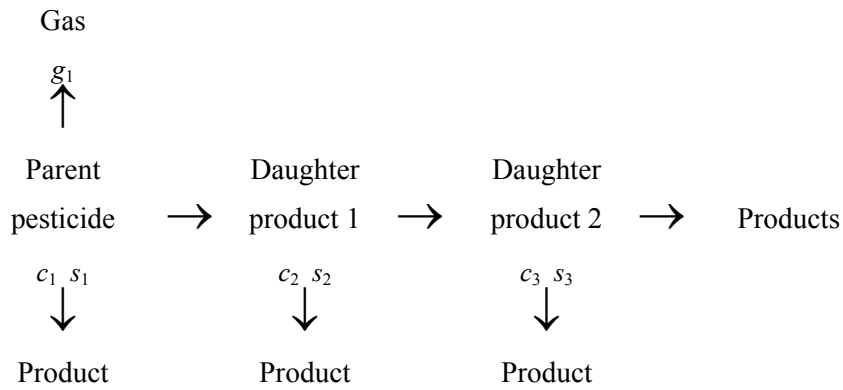 Gas
g1
Parent Daughter Daughter
pesticide → product 1 → product 2 → Products
c1 s1 c2 s2 c3 s3
Product Product Product